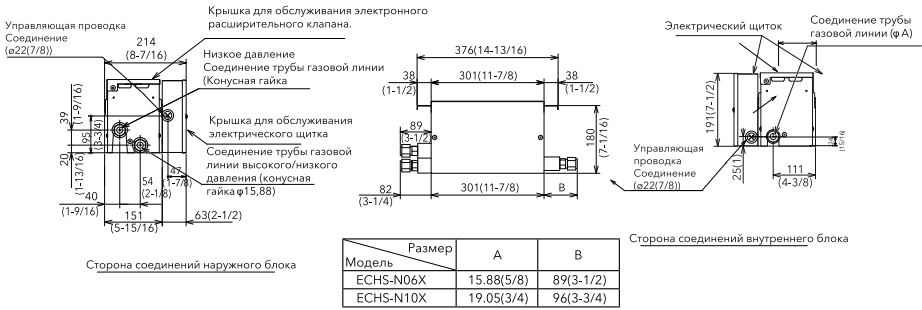 Управляющая проводка
Соединение
(ø22(7/8))
Крышка для обслуживания электронного
расширительного клапана.
214
(8-7/16)
Низкое давление
Соединение трубы газовой линии
(Конусная гайка
Крышка для обслуживания
электрического щитка
Соединение трубы газовой
линии высокого/низкого
давления (конусная
гайка φ15,88)
39
(1-9/16)
95
(3-3/4)
20
(1-13/16)
54
(2-1/8)
47
(1-7/8)
40
(1-9/16)
151
(5-15/16)
63(2-1/2)
Сторона соединений наружного блока
376(14-13/16)
38
(1-1/2)
301(11-7/8)
38
(1-1/2)
89
(3-1/2
180
(7-1/16)
82
(3-1/4)
301(11-7/8)
B
Электрический щиток
Соединение трубы
газовой линии (φA)
191(7-1/2)
Управляющая
проводка
Соединение
(ø22(7/8))
25(1)
(15/16)
111
(4-3/8)
Сторона соединений внутреннего блока
Размер
Модель
A
B
ECHS-N06X 15.88(5/8) 89(3-1/2)
ECHS-N10X 19.05(3/4) 96(3-3/4)